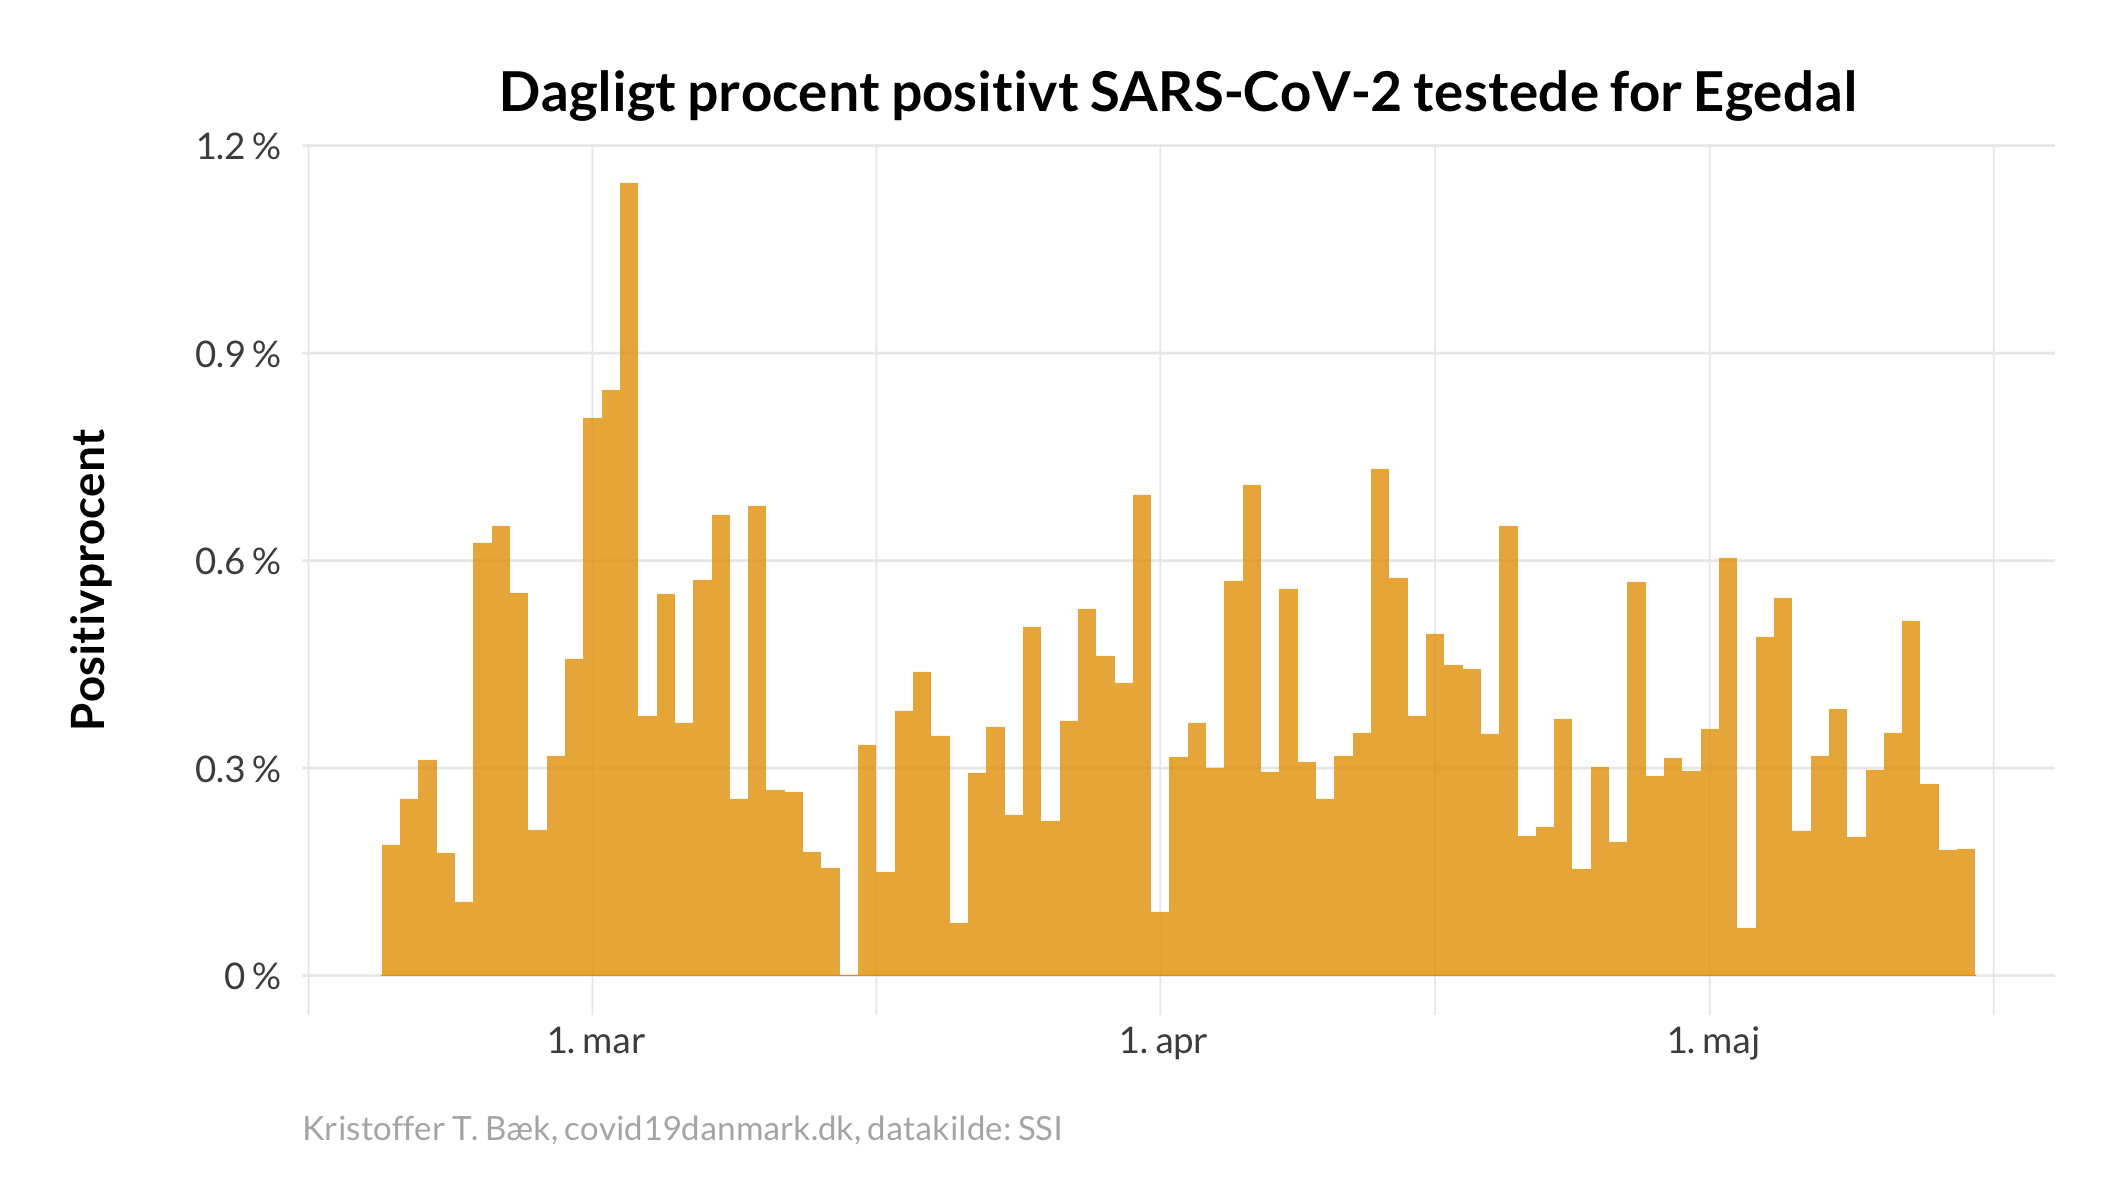 Dagligt procent positivt SARS-CoV-2 testede for Egedal
Positivprocent
1.2 %
0.9 %
0.6 %
0.3 %
0 %
1. mar
1. apr
1. maj
Kristoffer T. Bæk, covid19danmark.dk, datakilde: SSI